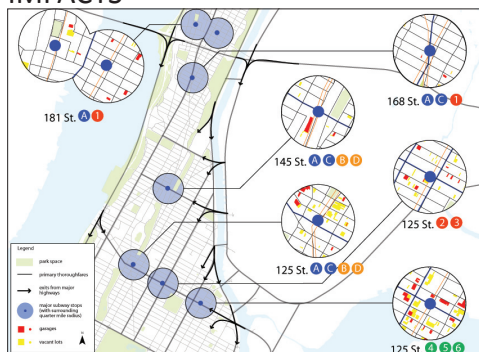 IMPACTS
181 St. A 1
168 St. A C 1
145 St. A C B D
125 St. 2 3
125 St. A C B D
125 St. 4 5 6
Legend
park space
primary thoroughfares
exits from major
highways
major subway stops
(with surrounding
quarter mile radius)
garages
vacant lots
N